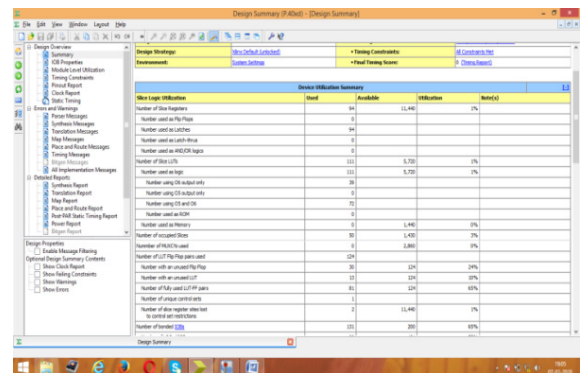 Design Summary (P.40xd) - [Design Summary]
File Edit View Window Layout Help
Design Overview
Summary
IOB Properties
Module Level Utilization
Timing Constraints
Pinout Report
Clock Report
Static Timing
Errors and Warnings
Parser Messages
Synthesis Messages
Translation Messages
Map Messages
Place and Route Messages
Timing Messages
Bitgen Messages
All Implementation Messages
Detailed Reports
Synthesis Report
Translation Report
Map Report
Place and Route Report
Post PAR Static Timing Report
Power Report
Bitgen Report
Design Properties
Enable Message Filtering
Optional Design Summary Contents
Show Clock Report
Show Failing Constraints
Show Warnings
Show Errors
Design Strategy: Xilinx Default (unlocked) • Timing Constraints: All Constraints Met
Environment: System Settings • Final Timing Score: 0 (Timing Report)
Device Utilization Summary [-]
Slice Logic Utilization Used Available Utilization Note(s)
Number of Slice Registers 94 11,440 1%
Number used as Flip Flops 0
Number used as Latches 94
Number used as Latch-thrus 0
Number used as AND/OR logics 0
Number of Slice LUTs 111 5,720 1%
Number used as logic 111 5,720 1%
Number using O6 output only 39
Number using O5 output only 0
Number using O5 and O6 72
Number used as ROM 0
Number used as Memory 0 1,440 0%
Number of occupied Slices 50 1,430 3%
Nummber of MUXCYs used 0 2,860 0%
Number of LUT Flip Flop pairs used 124
Number with an unused Flip Flop 30 124 24%
Number with an unused LUT 13 124 10%
Number of fully used LUT-FF pairs 81 124 65%
Number of unique control sets 1
Number of slice register sites lost
to control set restrictions 2 11,440 1%
Number of bonded IOBs 131 200 65%
Design Summary